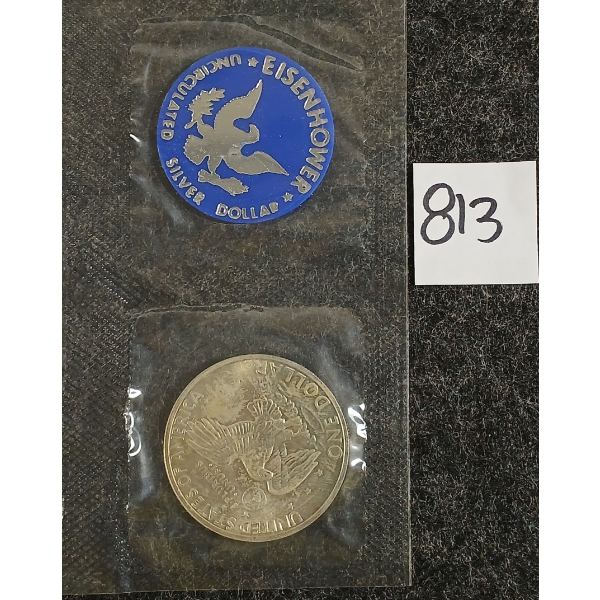 ★ EISENHOWER ★
UNCIRCULATED SILVER DOLLAR
813
UNITED STATES OF AMERICA
ONE DOLLAR